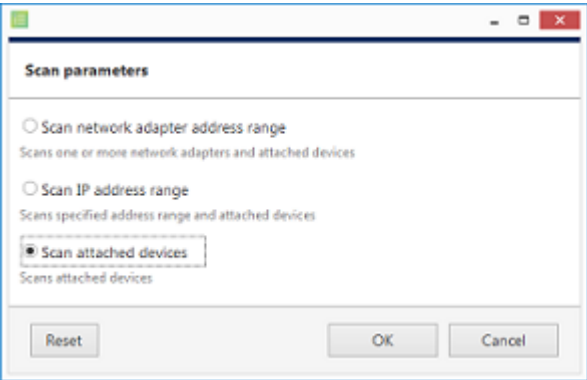 Scan parameters
Scan network adapter address range
Scans one or more network adapters and attached devices
Scan IP address range
Scans specified address range and attached devices
Scan attached devices
Scans attached devices
Reset OK Cancel